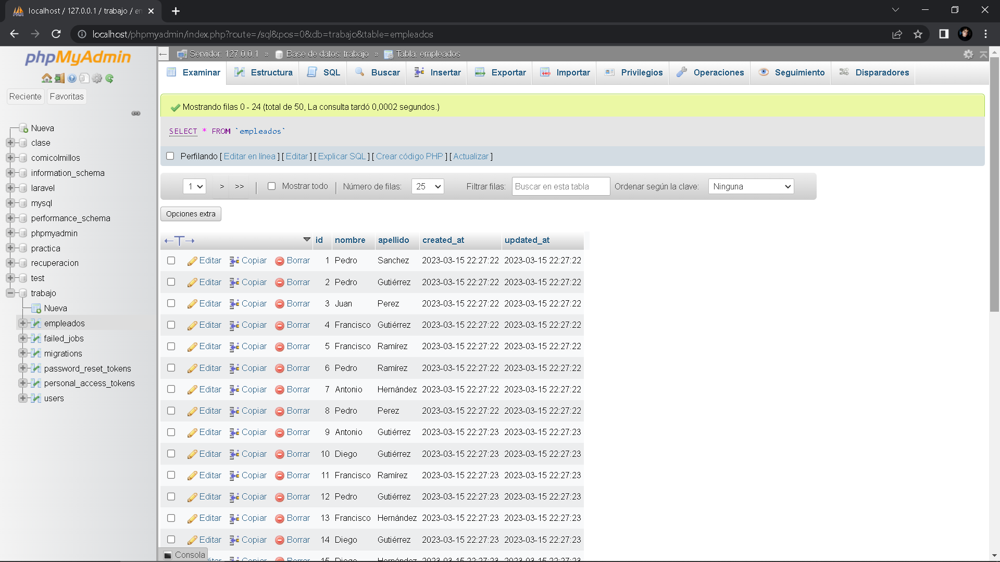 localhost / 127.0.0.1 / trabajo / em
localhost/phpmyadmin/index.php?route=/sql&pos=0&db=trabajo&table=empleados
phpMyAdmin
Reciente Favoritas
Nueva
clase
comicolmillos
information_schema
laravel
mysql
performance_schema
phpmyadmin
practica
recuperacion
test
trabajo
Nueva
empleados
failed_jobs
migrations
password_reset_tokens
personal_access_tokens
users
Servidor: 127.0.0.1 » Base de datos: trabajo » Tabla: empleados
Examinar Estructura SQL Buscar Insertar Exportar Importar Privilegios Operaciones Seguimiento Disparadores
Mostrando filas 0 - 24 (total de 50, La consulta tardó 0,0002 segundos.)
SELECT * FROM `empleados`
Perfilando [ Editar en línea ] [ Editar ] [ Explicar SQL ] [ Crear código PHP ] [ Actualizar ]
1 > >> | Mostrar todo | Número de filas: 25 Filtrar filas: Buscar en esta tabla Ordenar según la clave: Ninguna
Opciones extra
←T→ id nombre apellido created_at updated_at
Editar Copiar Borrar 1 Pedro Sanchez 2023-03-15 22:27:22 2023-03-15 22:27:22
Editar Copiar Borrar 2 Pedro Gutiérrez 2023-03-15 22:27:22 2023-03-15 22:27:22
Editar Copiar Borrar 3 Juan Perez 2023-03-15 22:27:22 2023-03-15 22:27:22
Editar Copiar Borrar 4 Francisco Gutiérrez 2023-03-15 22:27:22 2023-03-15 22:27:22
Editar Copiar Borrar 5 Francisco Ramírez 2023-03-15 22:27:22 2023-03-15 22:27:22
Editar Copiar Borrar 6 Pedro Ramírez 2023-03-15 22:27:22 2023-03-15 22:27:22
Editar Copiar Borrar 7 Antonio Hernández 2023-03-15 22:27:22 2023-03-15 22:27:22
Editar Copiar Borrar 8 Pedro Perez 2023-03-15 22:27:22 2023-03-15 22:27:22
Editar Copiar Borrar 9 Antonio Gutiérrez 2023-03-15 22:27:23 2023-03-15 22:27:23
Editar Copiar Borrar 10 Diego Gutiérrez 2023-03-15 22:27:23 2023-03-15 22:27:23
Editar Copiar Borrar 11 Francisco Ramírez 2023-03-15 22:27:23 2023-03-15 22:27:23
Editar Copiar Borrar 12 Pedro Gutiérrez 2023-03-15 22:27:23 2023-03-15 22:27:23
Editar Copiar Borrar 13 Francisco Hernández 2023-03-15 22:27:23 2023-03-15 22:27:23
Editar Copiar Borrar 14 Diego Gutiérrez 2023-03-15 22:27:23 2023-03-15 22:27:23
Consola